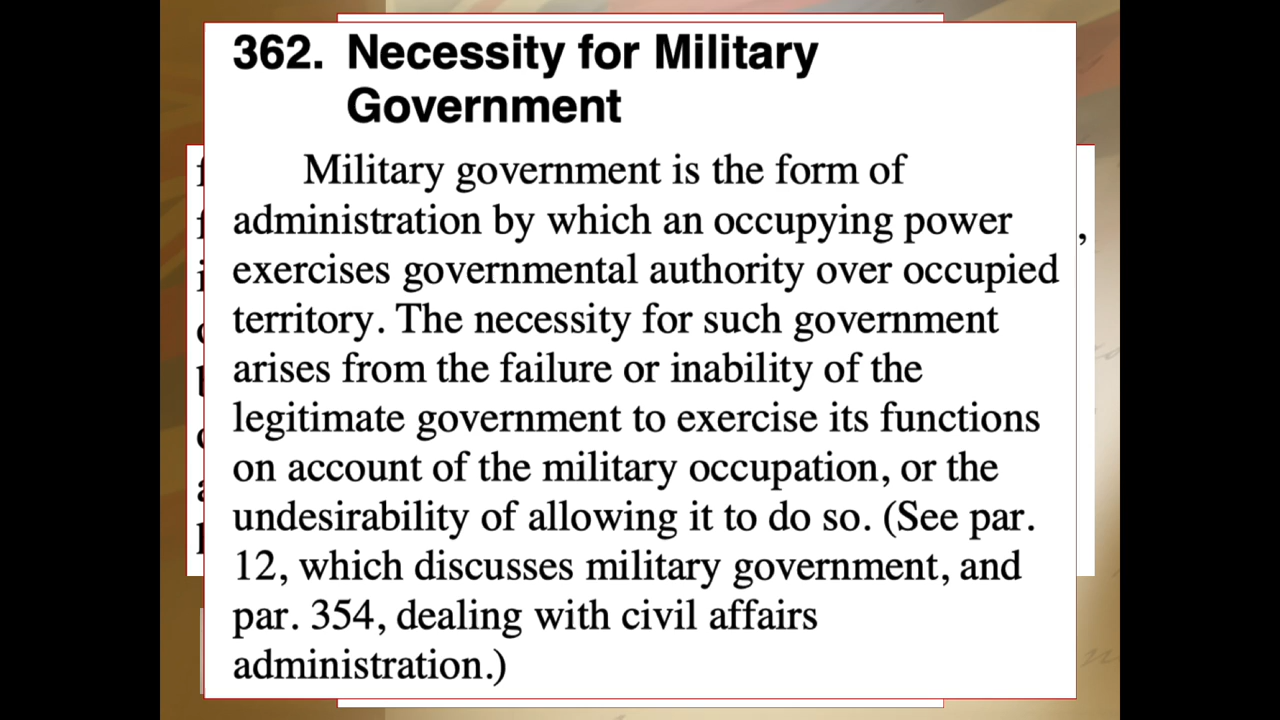 362. Necessity for Military
Government
Military government is the form of
administration by which an occupying power
exercises governmental authority over occupied
territory. The necessity for such government
arises from the failure or inability of the
legitimate government to exercise its functions
on account of the military occupation, or the
undesirability of allowing it to do so. (See par.
12, which discusses military government, and
par. 354, dealing with civil affairs
administration.)